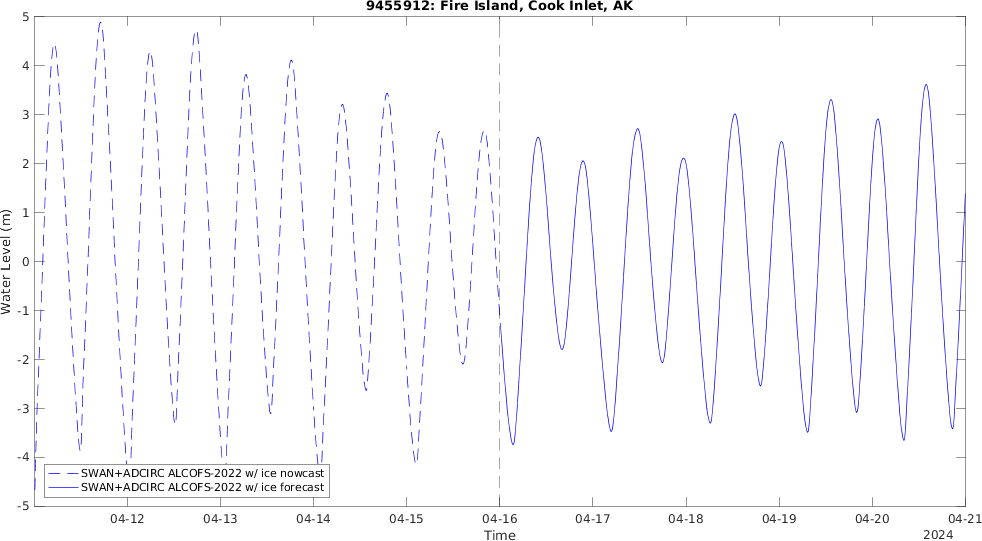 9455912: Fire Island, Cook Inlet, AK
5
4
3
2
1
0
-1
-2
-3
-4
-5
Water Level (m)
SWAN+ADCIRC ALCOFS-2022 w/ ice nowcast
SWAN+ADCIRC ALCOFS-2022 w/ ice forecast
04-12 04-13 04-14 04-15 04-16 04-17 04-18 04-19 04-20 04-21
Time
2024